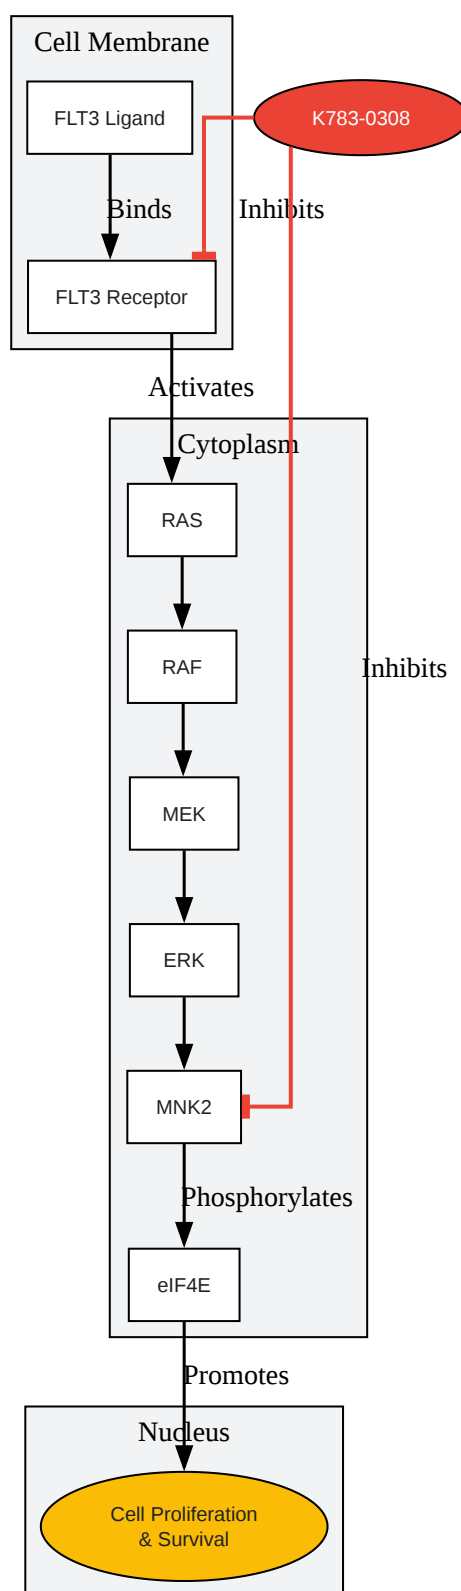 Cell Membrane
FLT3 Ligand
K783-0308
Binds
Inhibits
FLT3 Receptor
Activates
Cytoplasm
RAS
RAF
Inhibits
MEK
ERK
MNK2
Phosphorylates
eIF4E
Promotes
Nucleus
Cell Proliferation
& Survival